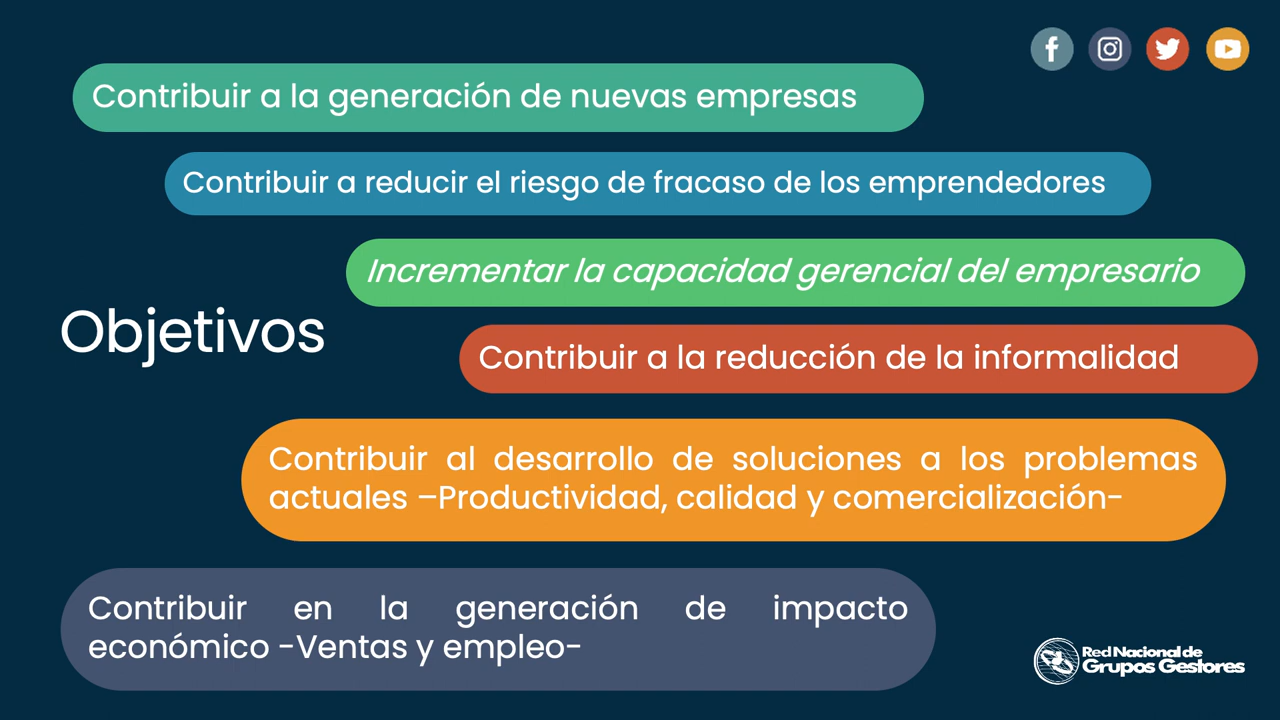 Contribuir a la generación de nuevas empresas
Contribuir a reducir el riesgo de fracaso de los emprendedores
Incrementar la capacidad gerencial del empresario
Objetivos
Contribuir a la reducción de la informalidad
Contribuir al desarrollo de soluciones a los problemas
actuales –Productividad, calidad y comercialización-
Contribuir en la generación de impacto
económico -Ventas y empleo-
Red Nacional de
Grupos Gestores